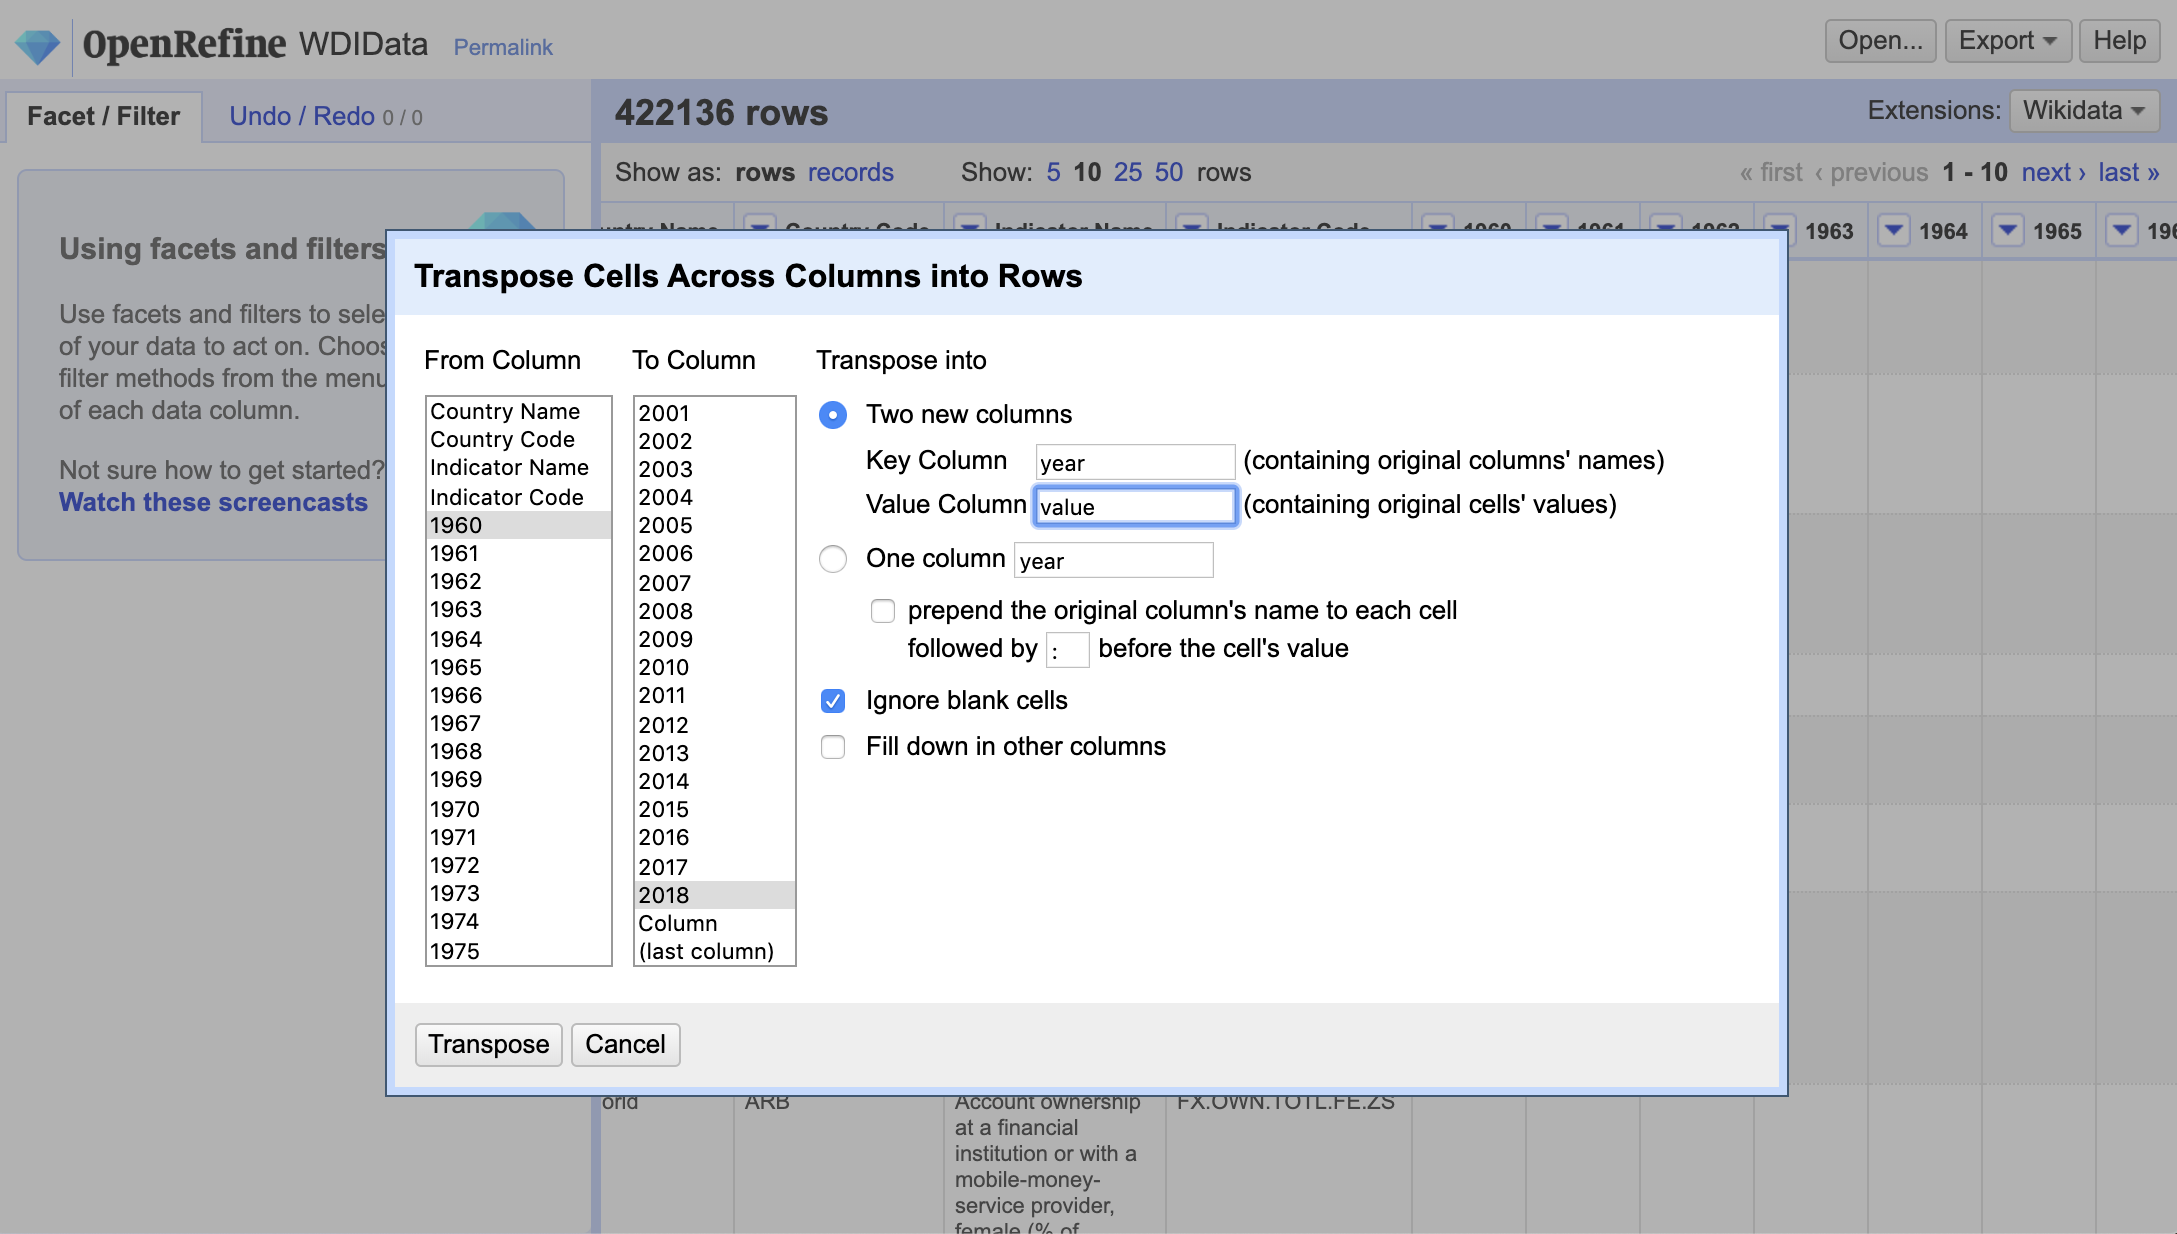 OpenRefine WDIData Permalink
Open... Export Help
Facet / Filter Undo / Redo 0 / 0
422136 rows
Extensions: Wikidata
Show as: rows records Show: 5 10 25 50 rows
« first ‹ previous 1 - 10 next › last »
Country Code Indicator Name Indicator Code 1960 1961 1962 1963 1964 1965
Using facets and filters
Use facets and filters to sele
of your data to act on. Choos
filter methods from the menu
of each data column.
Not sure how to get started?
Watch these screencasts
Transpose Cells Across Columns into Rows
From Column
Country Name
Country Code
Indicator Name
Indicator Code
1960
1961
1962
1963
1964
1965
1966
1967
1968
1969
1970
1971
1972
1973
1974
1975
To Column
2001
2002
2003
2004
2005
2006
2007
2008
2009
2010
2011
2012
2013
2014
2015
2016
2017
2018
Column
(last column)
Transpose into
Two new columns
Key Column year (containing original columns' names)
Value Column value (containing original cells' values)
One column year
prepend the original column's name to each cell
followed by : before the cell's value
Ignore blank cells
Fill down in other columns
Transpose Cancel
orld
ARB
Account ownership
at a financial
institution or with a
mobile-money-
service provider,
female (% of
FX.OWN.TOTL.FE.ZS